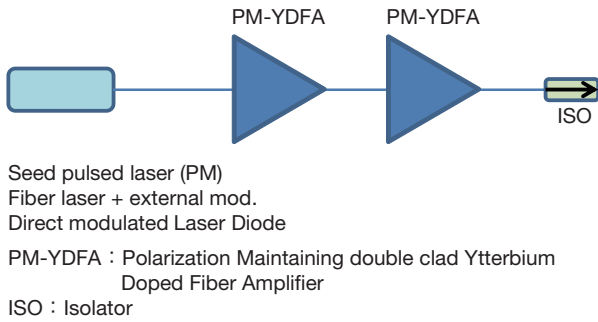 PM-YDFA PM-YDFA
ISO
Seed pulsed laser (PM)
Fiber laser + external mod.
Direct modulated Laser Diode
PM-YDFA：Polarization Maintaining double clad Ytterbium
Doped Fiber Amplifier
ISO：Isolator